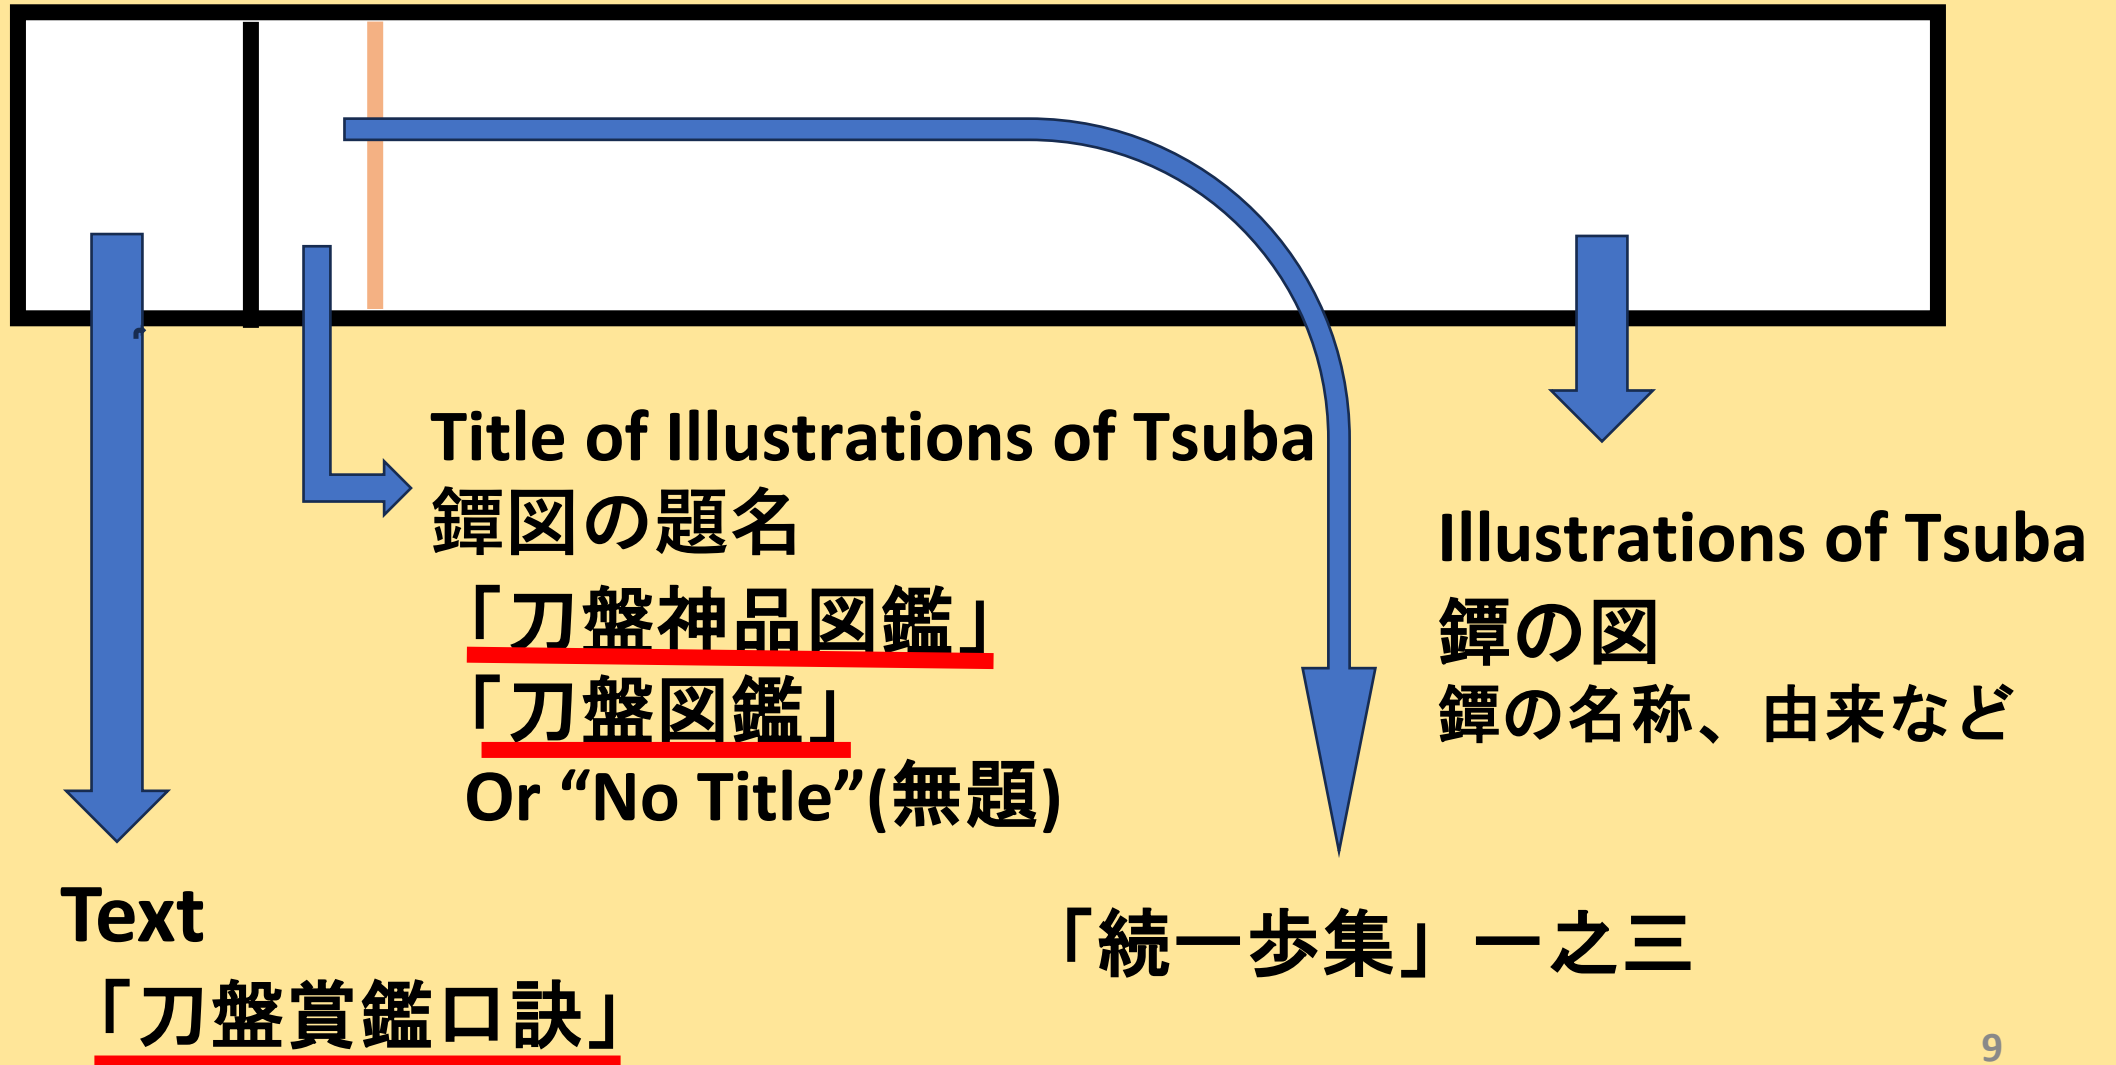 Title of Illustrations of Tsuba
鐔図の題名
「刀盤神品図鑑」
「刀盤図鑑」
Or “No Title”(無題)
Illustrations of Tsuba
鐔の図
鐔の名称、由来など
Text
「刀盤賞鑑口訣」
「続一歩集」一之三
9